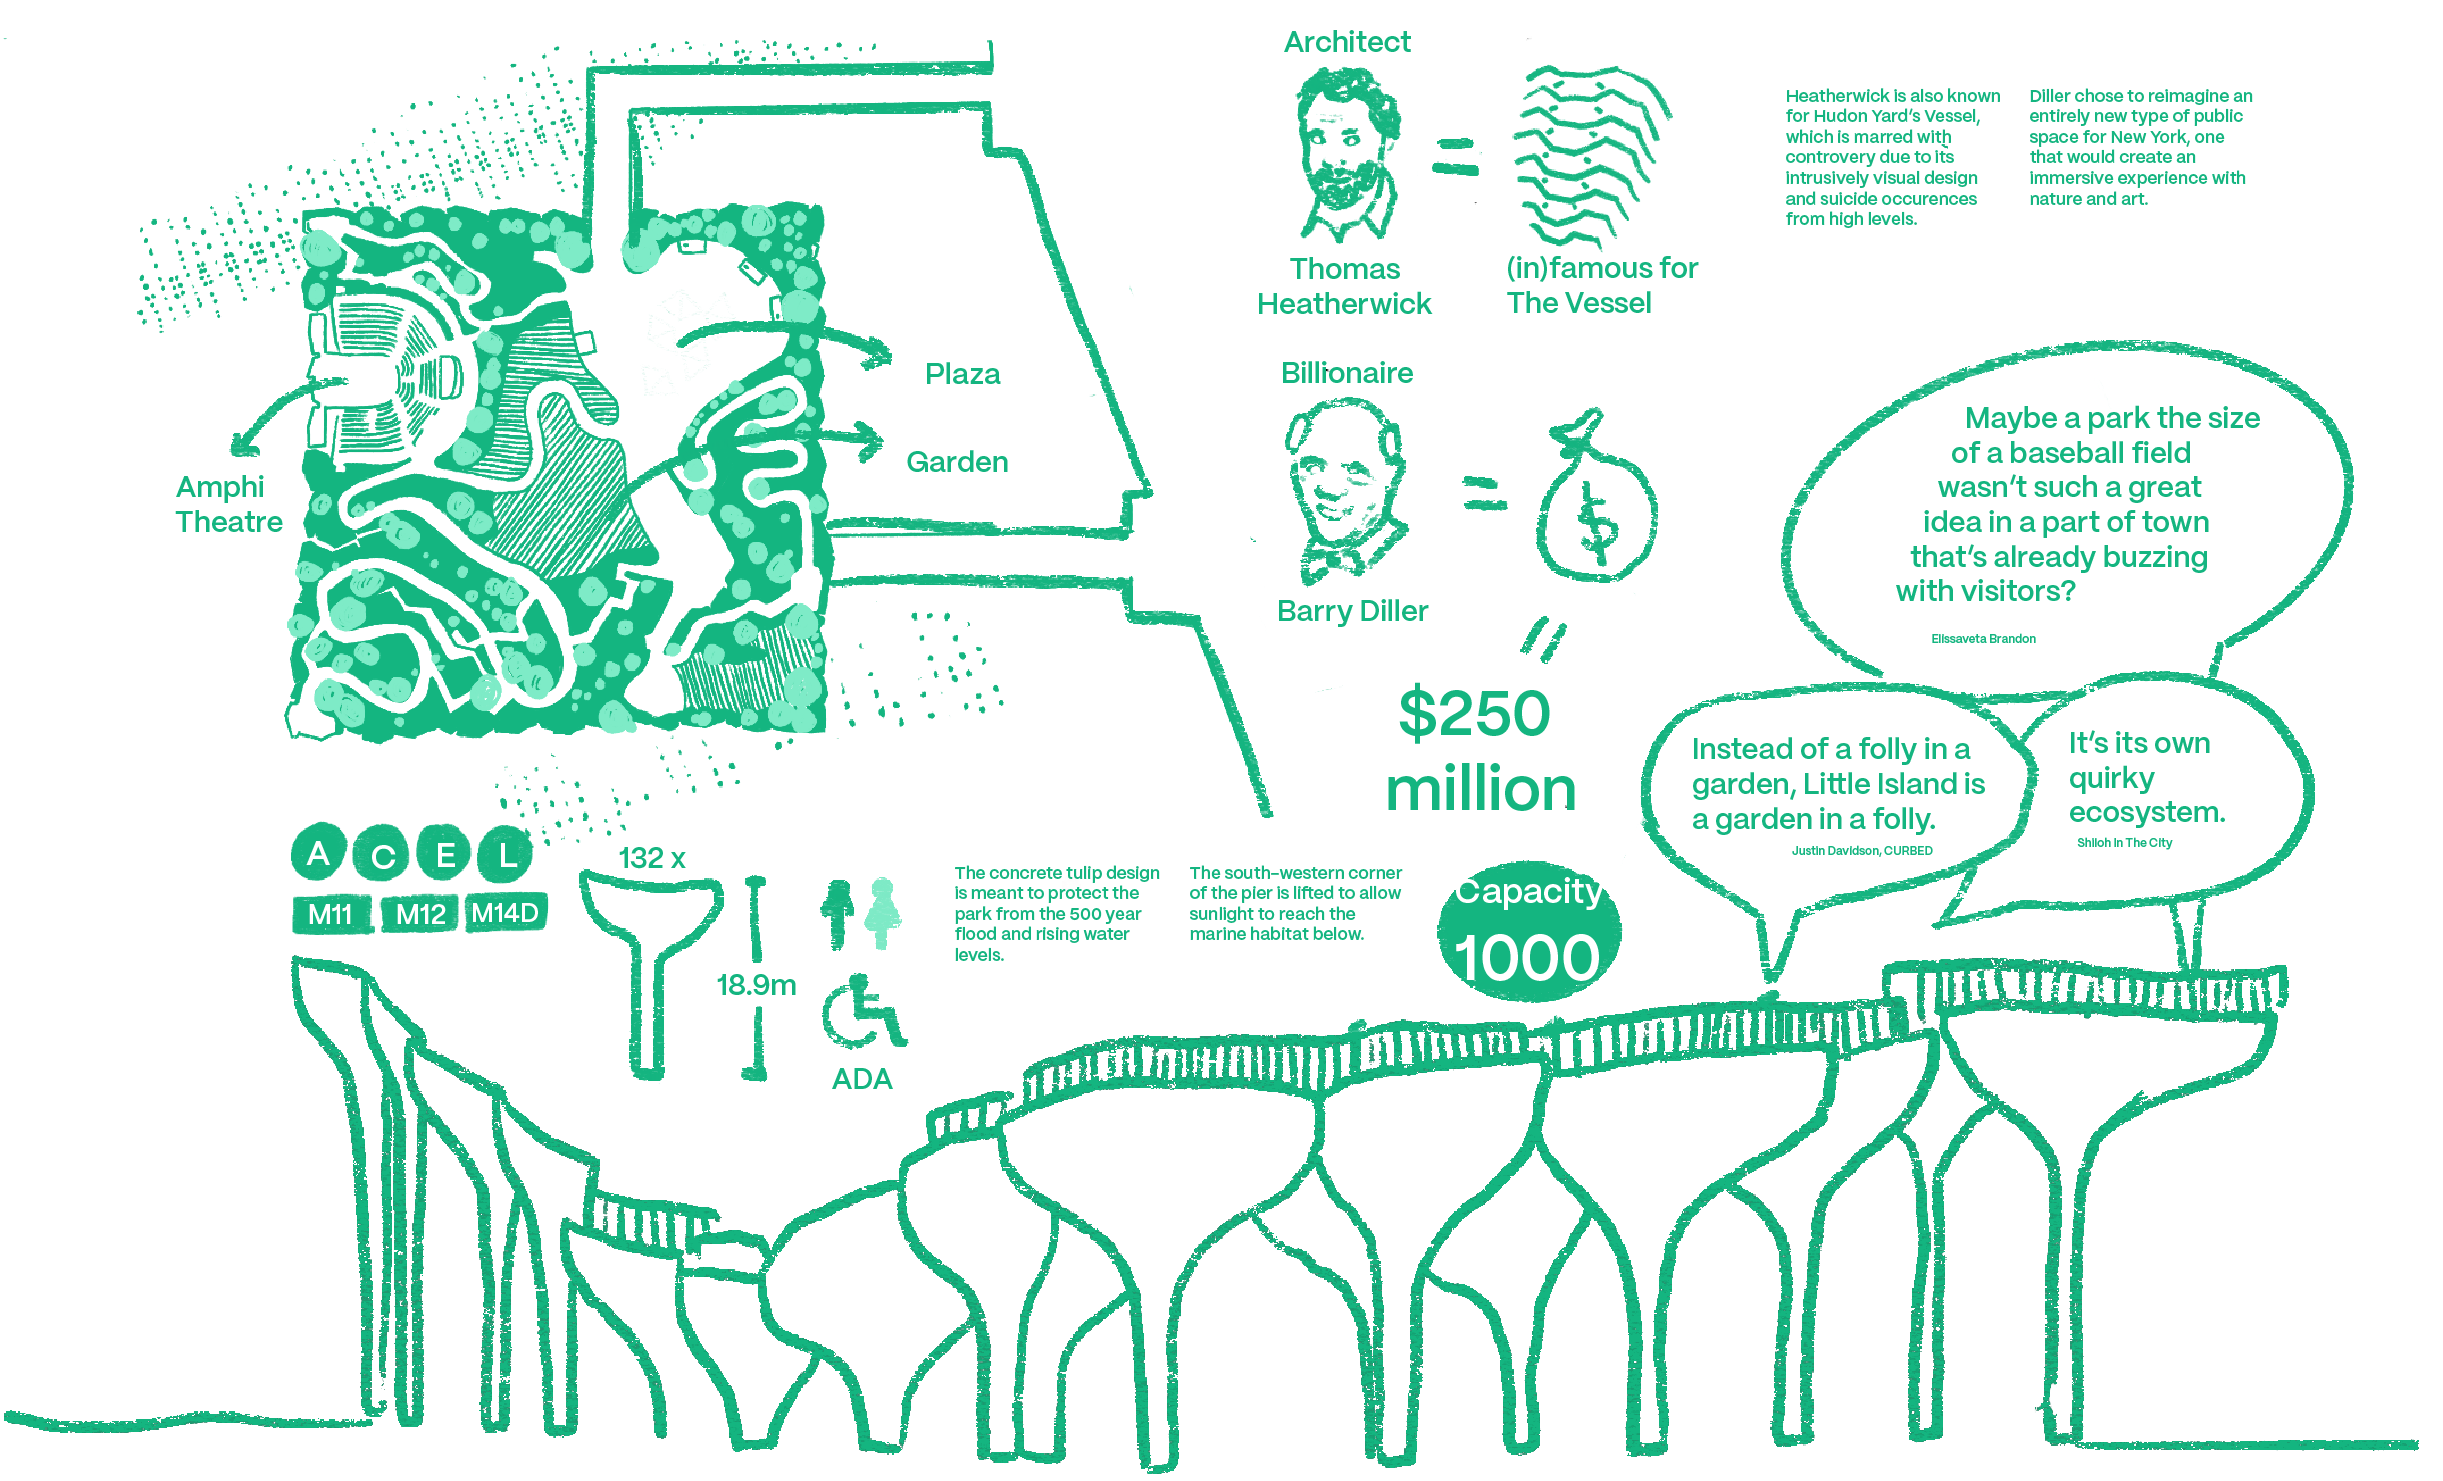 Architect
Thomas
Heatherwick
(in)famous for
The Vessel
Heatherwick is also known
for Hudon Yard's Vessel,
which is marred with
controvery due to its
intrusively visual design
and suicide occurences
from high levels.
Diller chose to reimagine an
entirely new type of public
space for New York, one
that would create an
immersive experience with
nature and art.
Plaza
Garden
Amphi
Theatre
Billionaire
Barry Diller
$
$250
million
Maybe a park the size
of a baseball field
wasn't such a great
idea in a part of town
that's already buzzing
with visitors?
Elissaveta Brandon
Instead of a folly in a
garden, Little Island is
a garden in a folly.
Justin Davidson, CURBED
It's its own
quirky
ecosystem.
Shiloh In The City
A C E L
M11 M12 M14D
132 x
18.9m
ADA
The concrete tulip design
is meant to protect the
park from the 500 year
flood and rising water
levels.
The south-western corner
of the pier is lifted to allow
sunlight to reach the
marine habitat below.
Capacity
1000